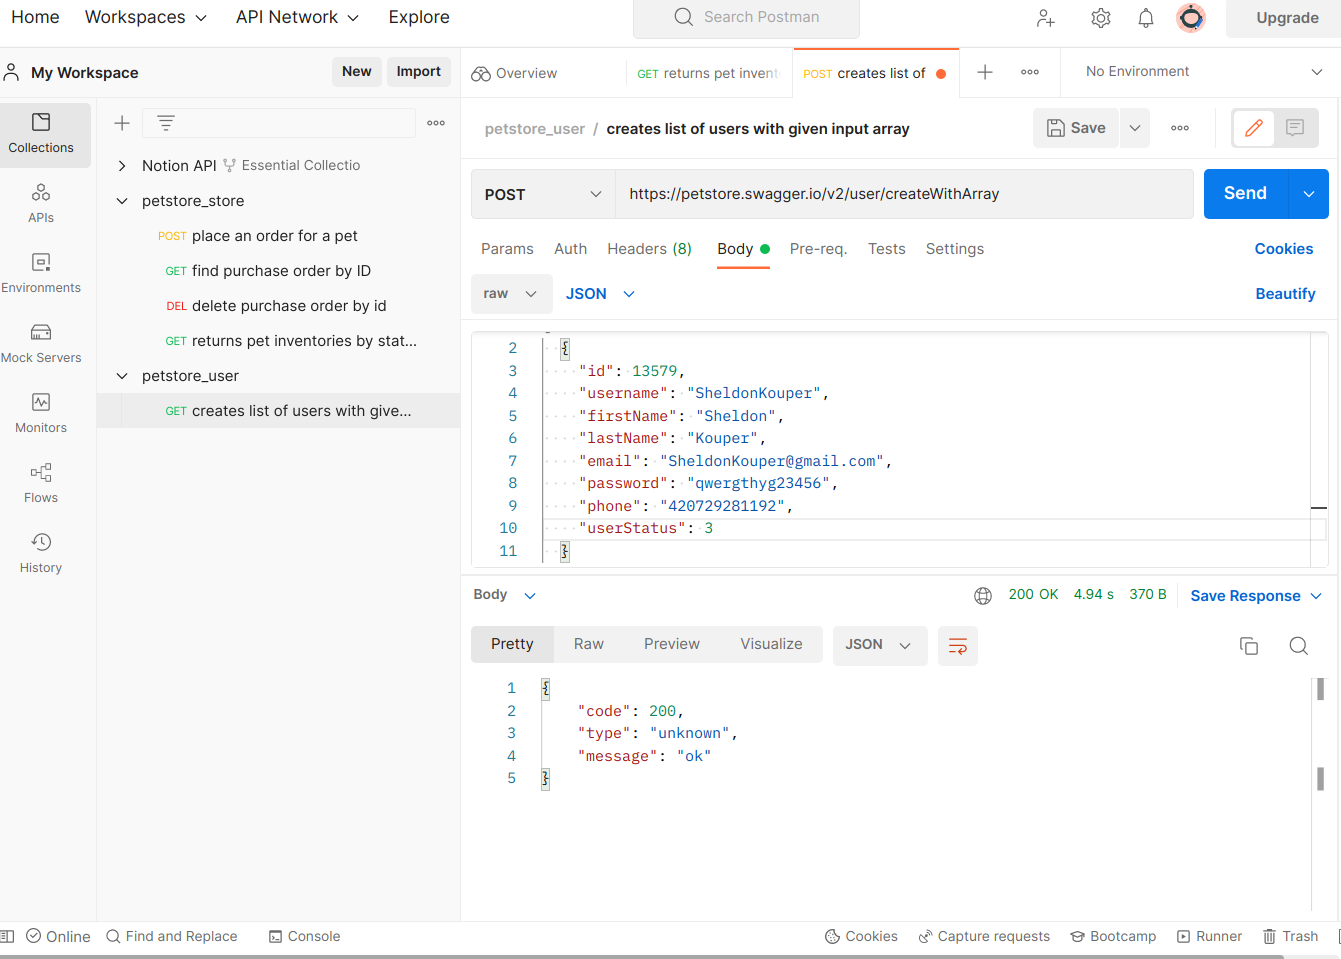 Home Workspaces API Network Explore Search Postman Upgrade
My Workspace New Import Overview GET returns pet invent POST creates list of No Environment
Collections
petstore_user / creates list of users with given input array Save
Notion API Essential Collectio
petstore_store
POST https://petstore.swagger.io/v2/user/createWithArray Send
APIs
POST place an order for a pet
Params Auth Headers (8) Body Pre-req. Tests Settings Cookies
GET find purchase order by ID
Environments
raw JSON Beautify
DEL delete purchase order by id
GET returns pet inventories by stat...
Mock Servers
petstore_user
GET creates list of users with give...
Monitors
Flows
History
2 {
3 "id": 13579,
4 "username": "SheldonKouper",
5 "firstName": "Sheldon",
6 "lastName": "Kouper",
7 "email": "SheldonKouper@gmail.com",
8 "password": "qwergthyg23456",
9 "phone": "420729281192",
10 "userStatus": 3
11 }
Body 200 OK 4.94 s 370 B Save Response
Pretty Raw Preview Visualize JSON
1 {
2 "code": 200,
3 "type": "unknown",
4 "message": "ok"
5 }
Online Find and Replace Console Cookies Capture requests Bootcamp Runner Trash